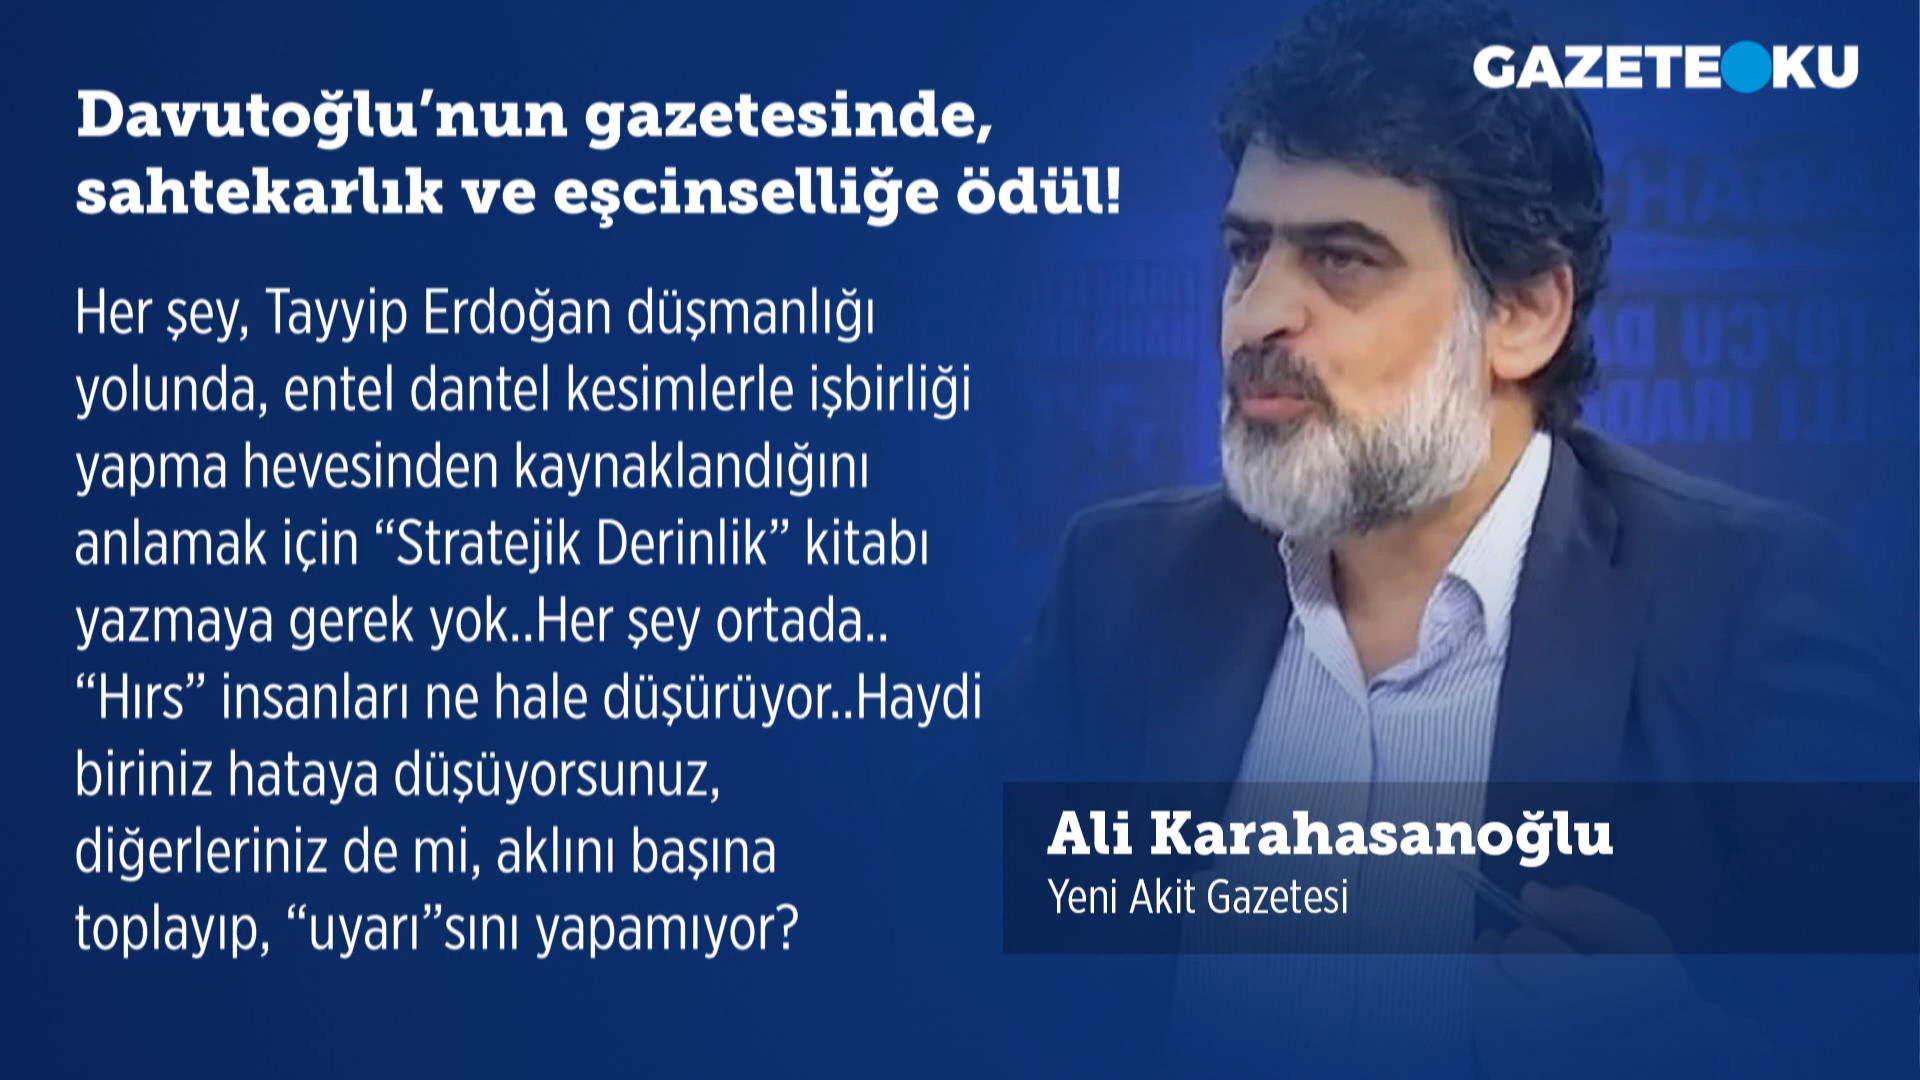 GAZETE OKU
Davutoğlu’nun gazetesinde,
sahtekarlık ve eşcinselliğe ödül!
Her şey, Tayyip Erdoğan düşmanlığı
yolunda, entel dantel kesimlerle işbirliği
yapma hevesinden kaynaklandığını
anlamak için “Stratejik Derinlik” kitabı
yazmaya gerek yok..Her şey ortada..
“Hırs” insanları ne hale düşürüyor..Haydi
biriniz hataya düşüyorsunuz,
diğerleriniz de mi, aklını başına
toplayıp, “uyarı”sını yapamıyor?
Ali Karahasanoğlu
Yeni Akit Gazetesi